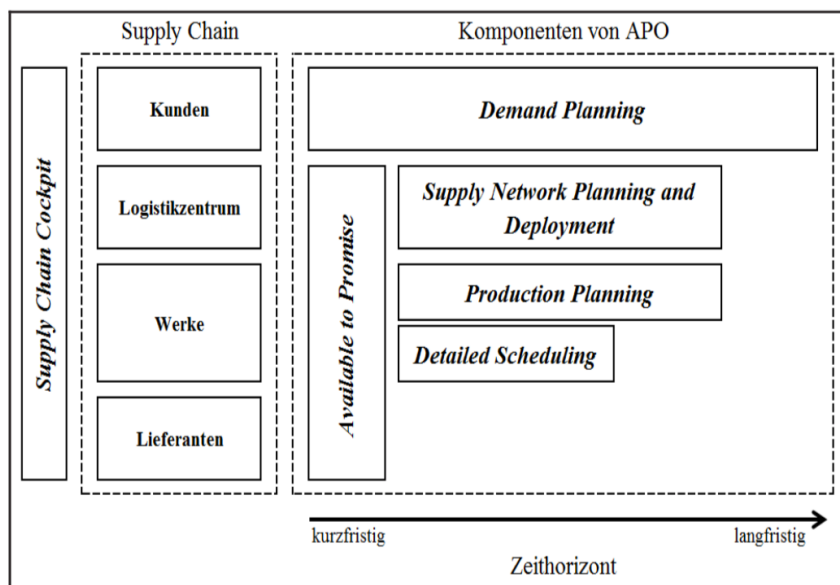 Supply Chain
Komponenten von APO
Supply Chain Cockpit
Kunden
Logistikzentrum
Werke
Lieferanten
Demand Planning
Available to Promise
Supply Network Planning and
Deployment
Production Planning
Detailed Scheduling
kurzfristig
langfristig
Zeithorizont